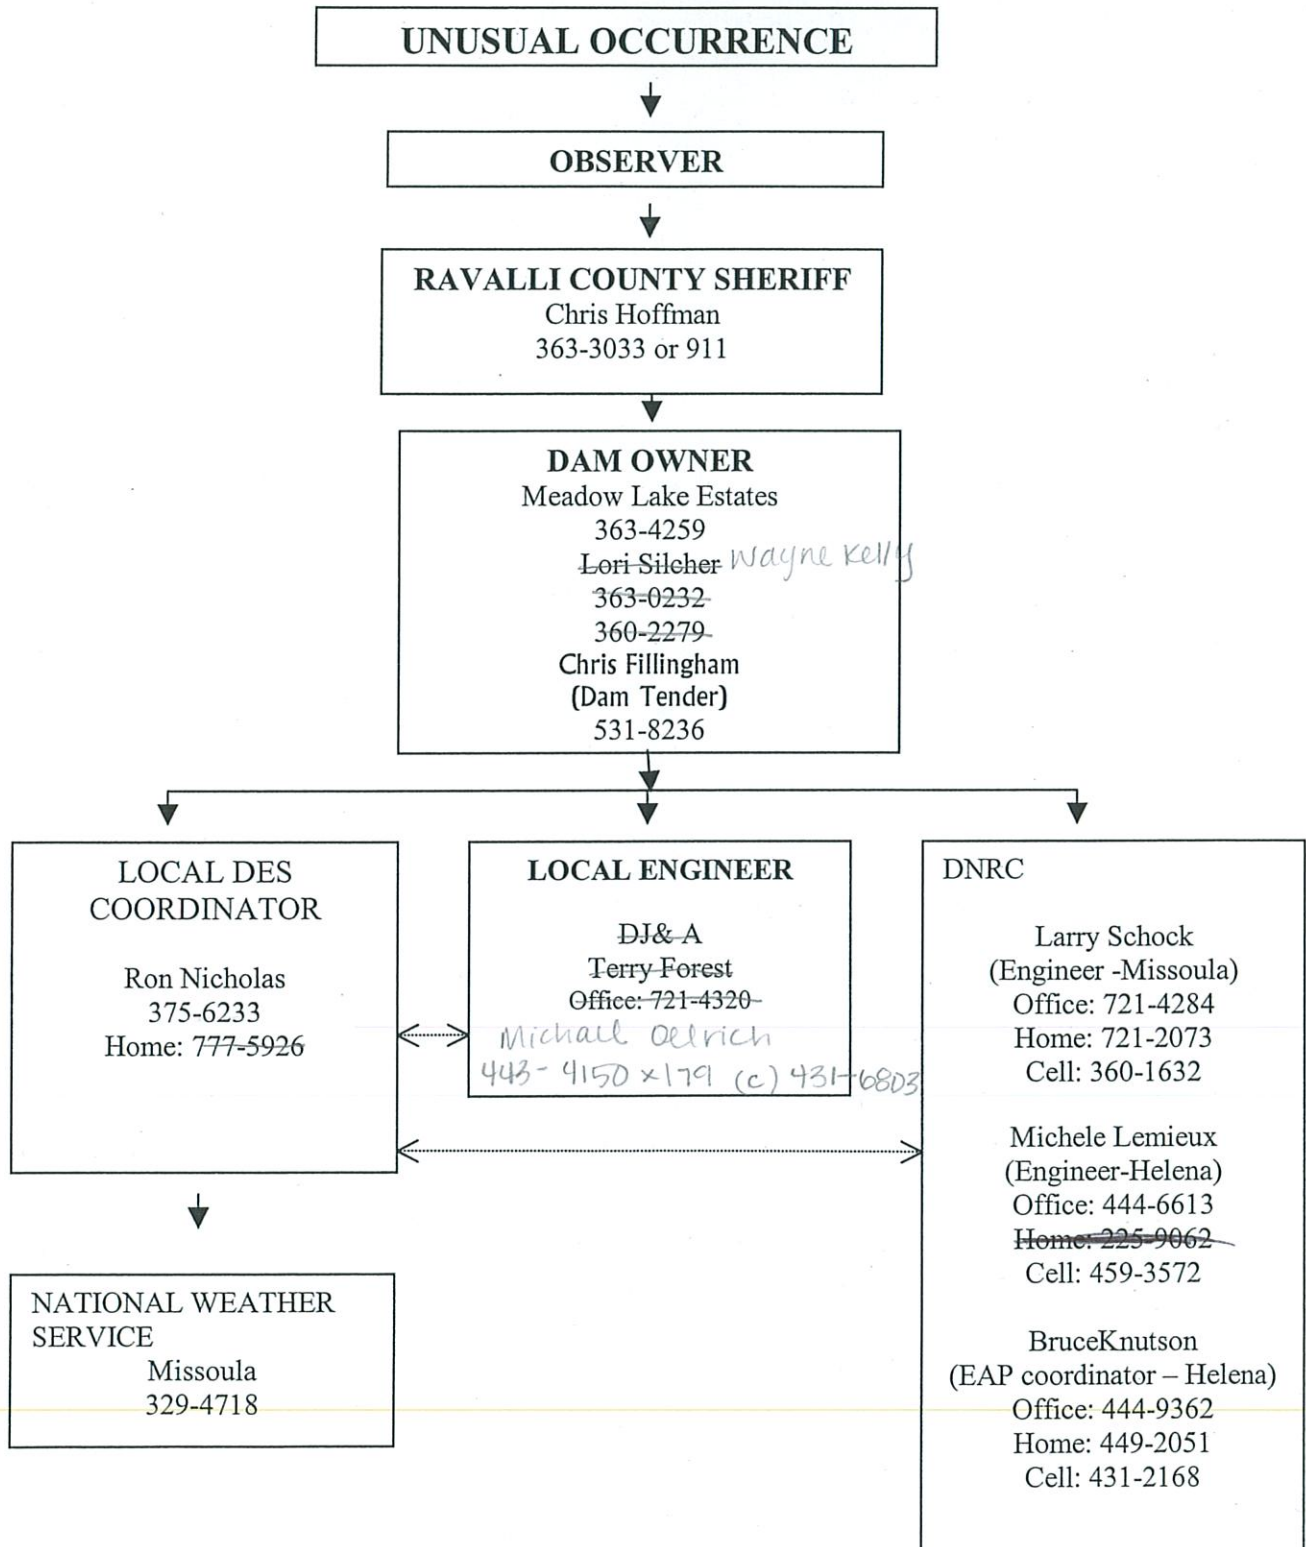 UNUSUAL OCCURRENCE
OBSERVER
RAVALLI COUNTY SHERIFF
Chris Hoffman
363-3033 or 911
DAM OWNER
Meadow Lake Estates
363-4259
Lori Silcher Wayne Kelly
363-0232
360-2279
Chris Fillingham
(Dam Tender)
531-8236
LOCAL DES
COORDINATOR
Ron Nicholas
375-6233
Home: 777-5926
LOCAL ENGINEER
DJ& A
Terry Forest
Office: 721-4320
Michael Oelrich
443-4150 x179 (c) 431-6803
DNRC
Larry Schock
(Engineer -Missoula)
Office: 721-4284
Home: 721-2073
Cell: 360-1632
Michele Lemieux
(Engineer-Helena)
Office: 444-6613
Home: 225-9062
Cell: 459-3572
BruceKnutson
(EAP coordinator – Helena)
Office: 444-9362
Home: 449-2051
Cell: 431-2168
NATIONAL WEATHER
SERVICE
Missoula
329-4718